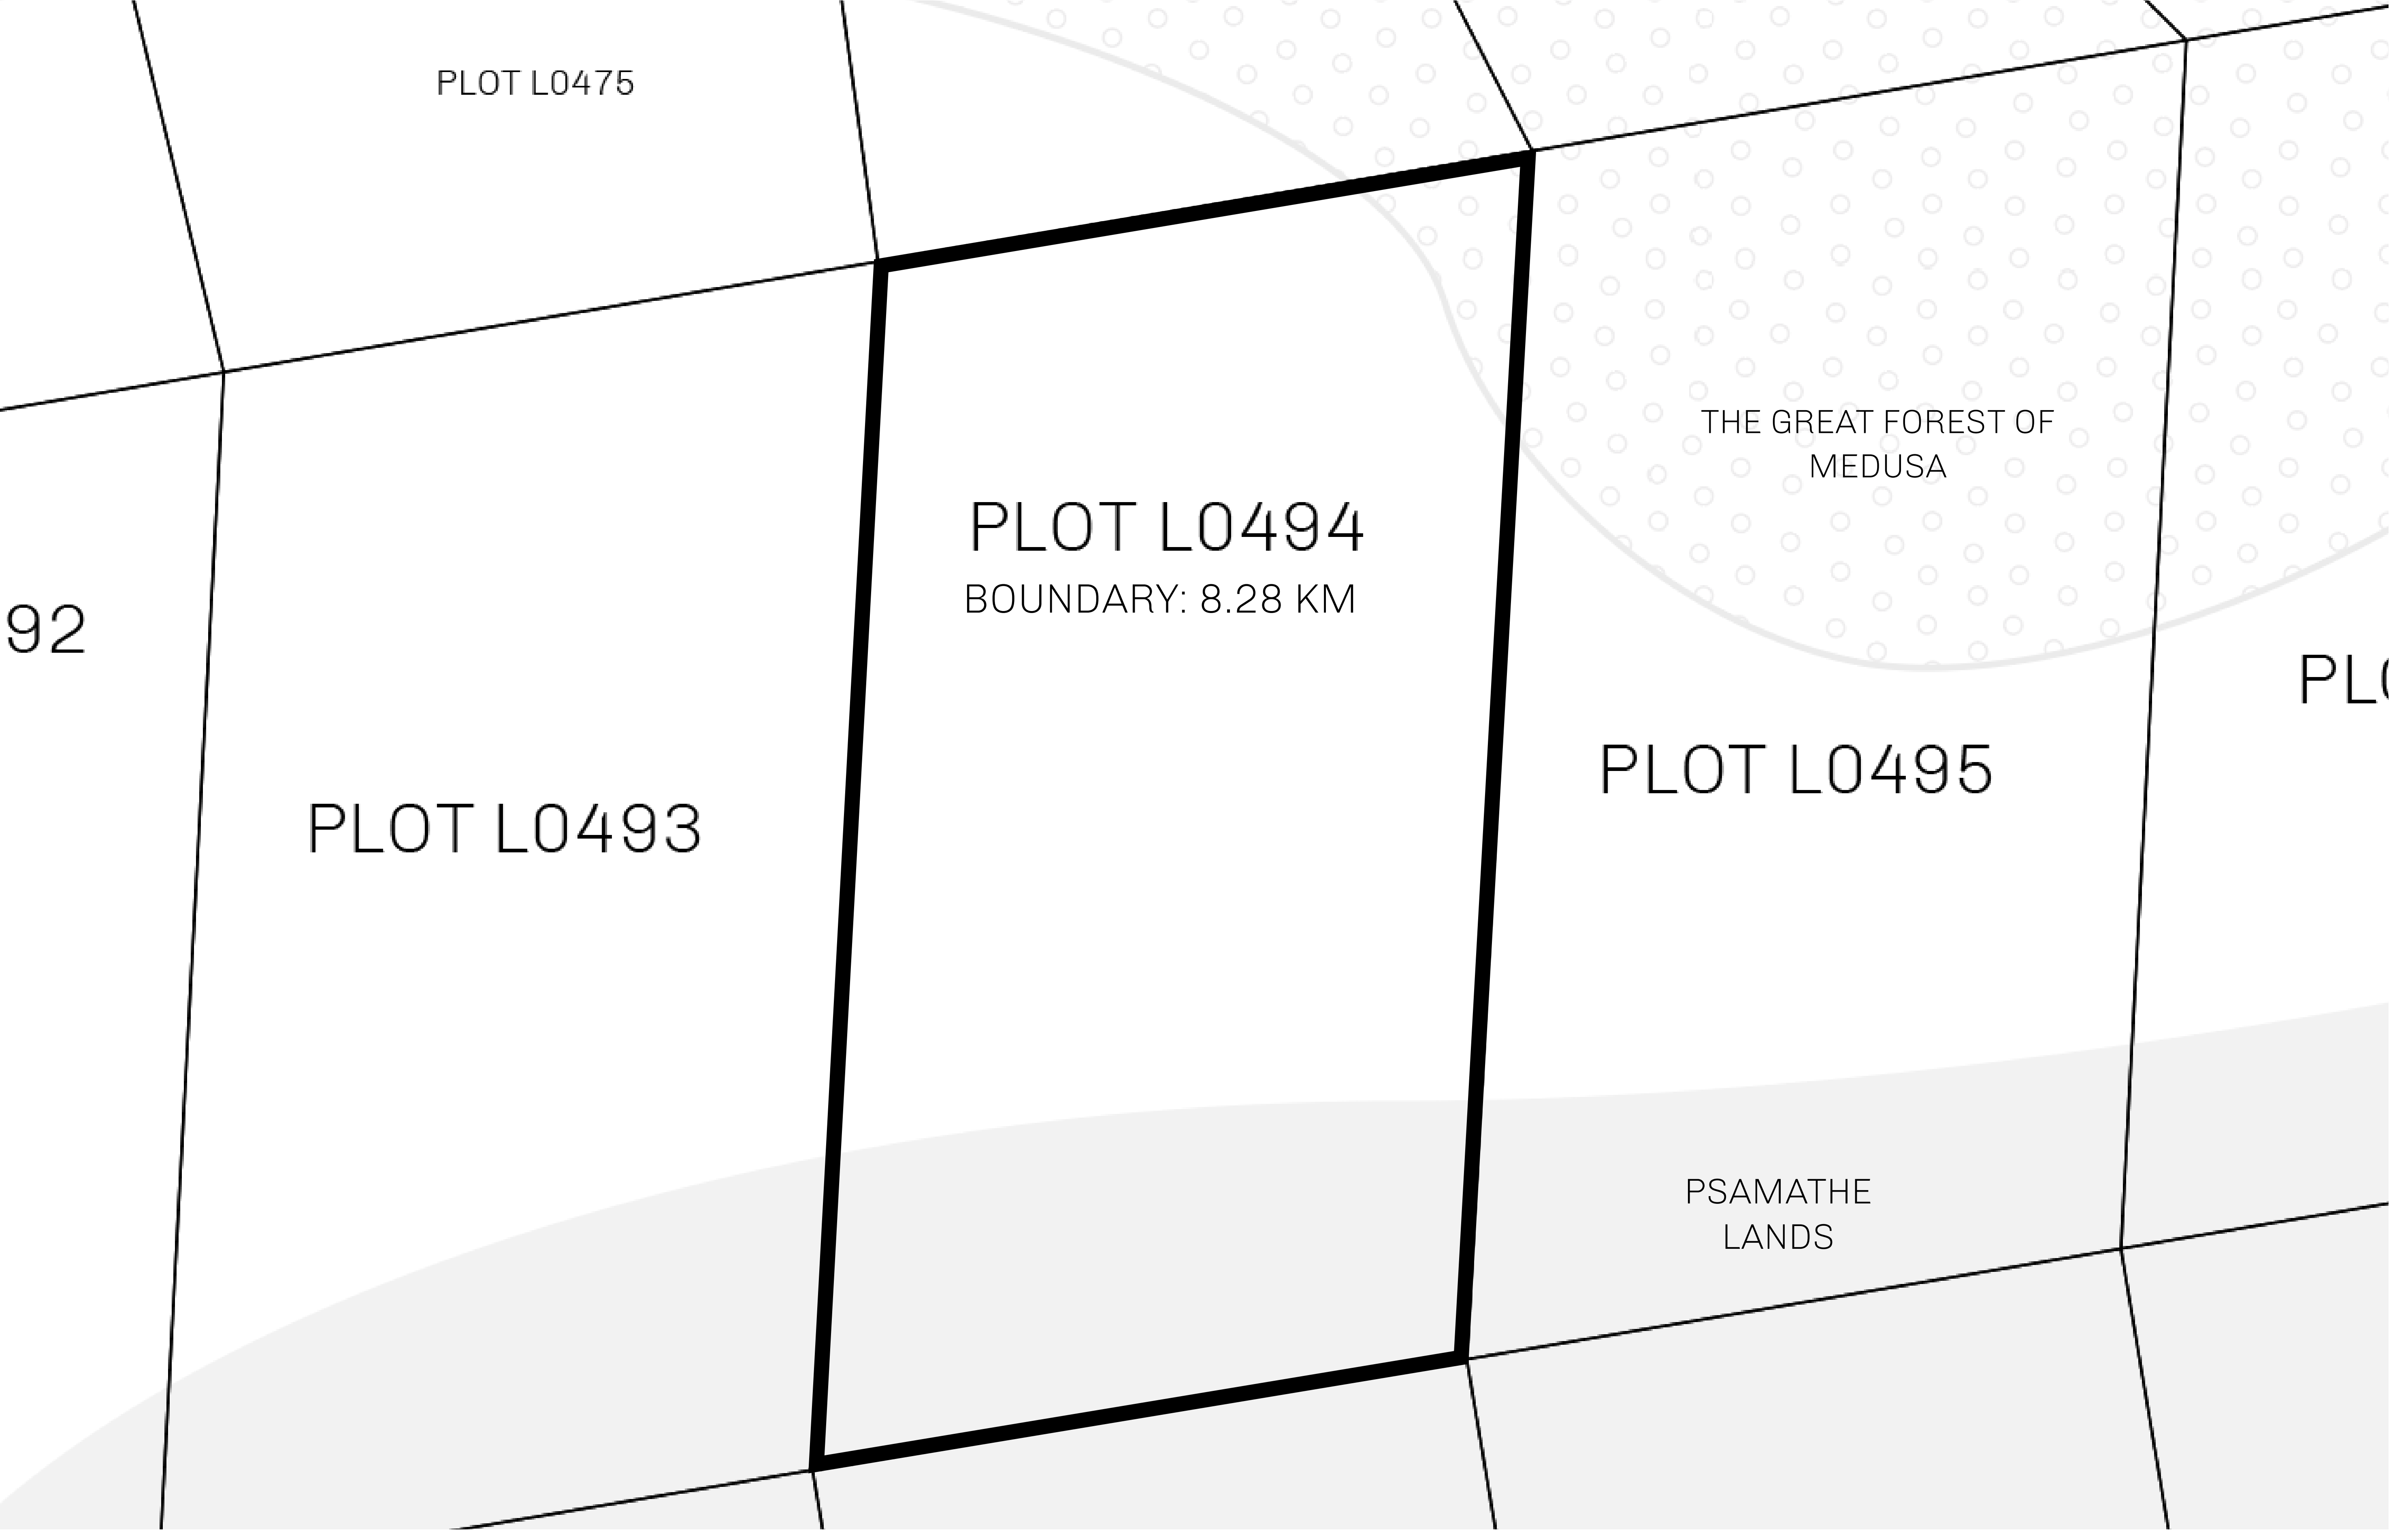 PLOT L0475
THE GREAT FOREST OF
MEDUSA
PLOT L0494
BOUNDARY: 8.28 KM
92
PLOT L0495
PLOT L0493
PSAMATHE
LANDS